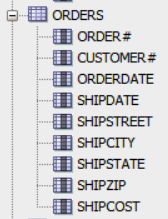 ORDERS
ORDER#
CUSTOMER#
ORDERDATE
SHIPDATE
SHIPSTREET
SHIPCITY
SHIPSTATE
SHIPZIP
SHIPCOST